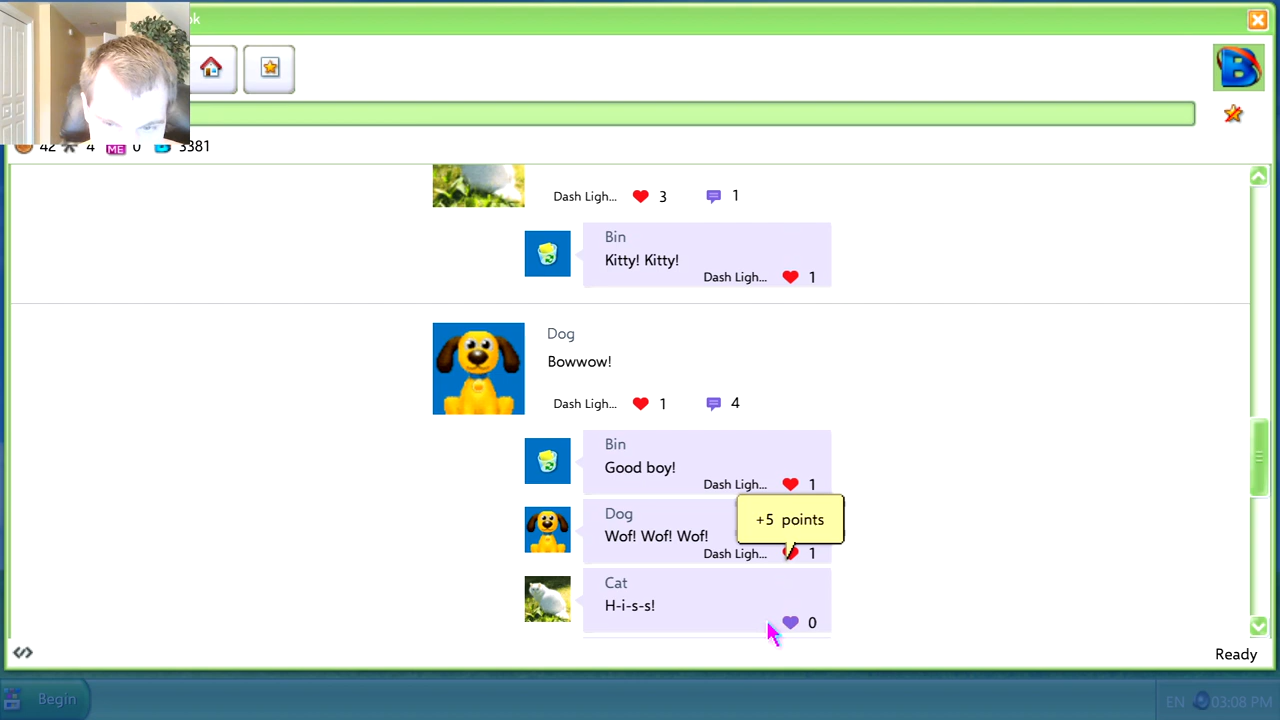 ok
42 4 ME 0 3381
Dash Ligh... 3 1
Bin
Kitty! Kitty!
Dash Ligh... 1
Dog
Bowwow!
Dash Ligh... 1 4
Bin
Good boy!
Dash Ligh... 1
Dog
+5 points
Wof! Wof! Wof!
Dash Ligh... 1
Cat
H-i-s-s!
0
Ready
Begin
EN 03:08 PM